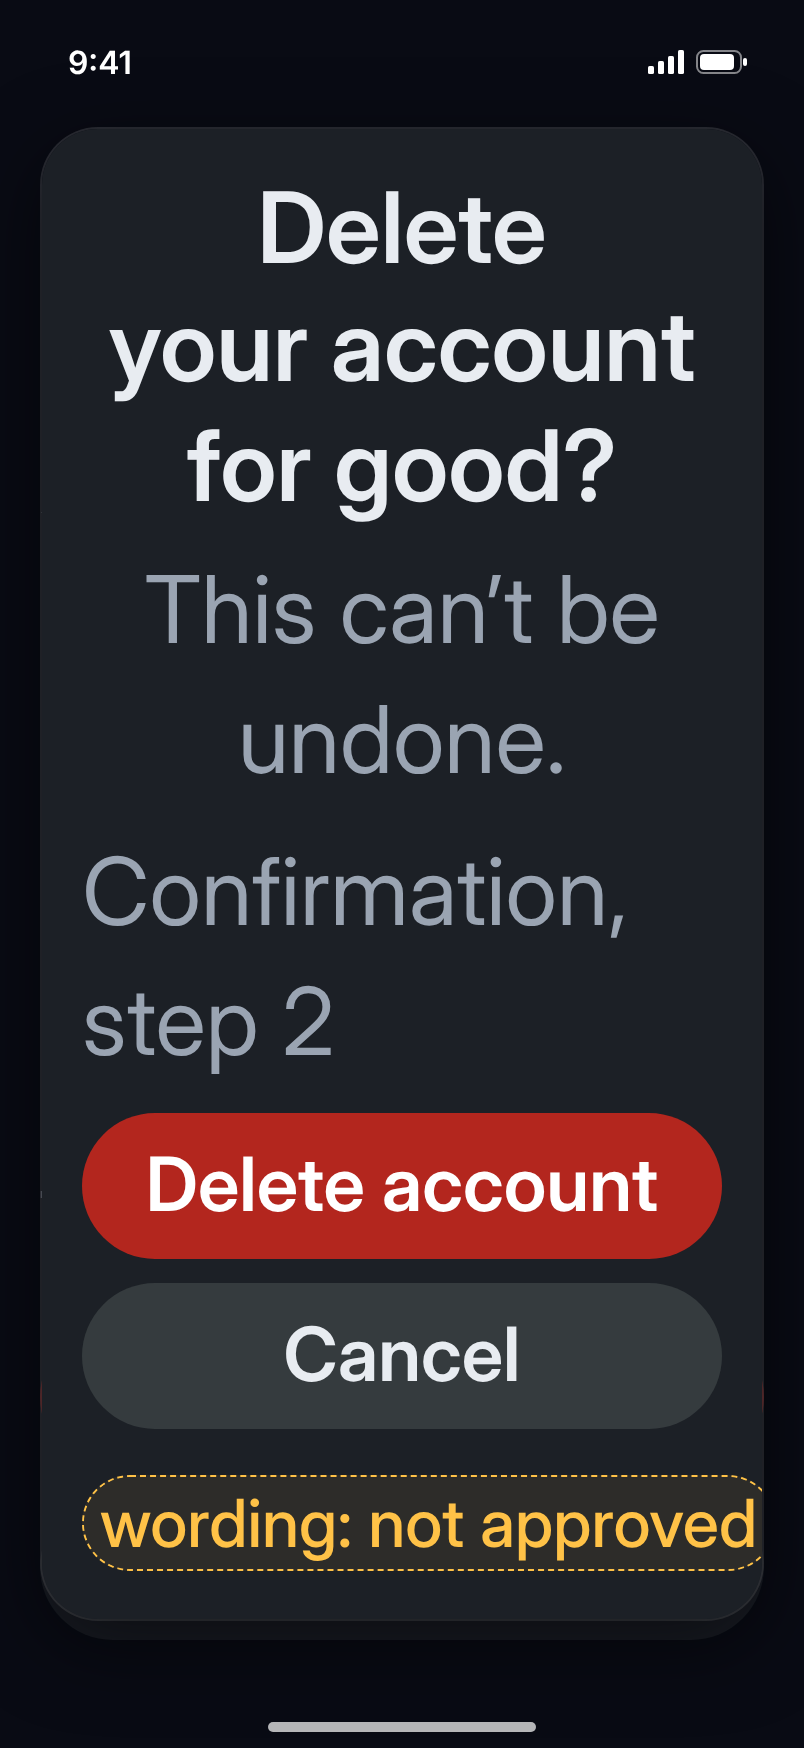 9:41
Delete
your account
for good?
This can’t be
undone.
Confirmation,
step 2
Delete account
Cancel
wording: not approved